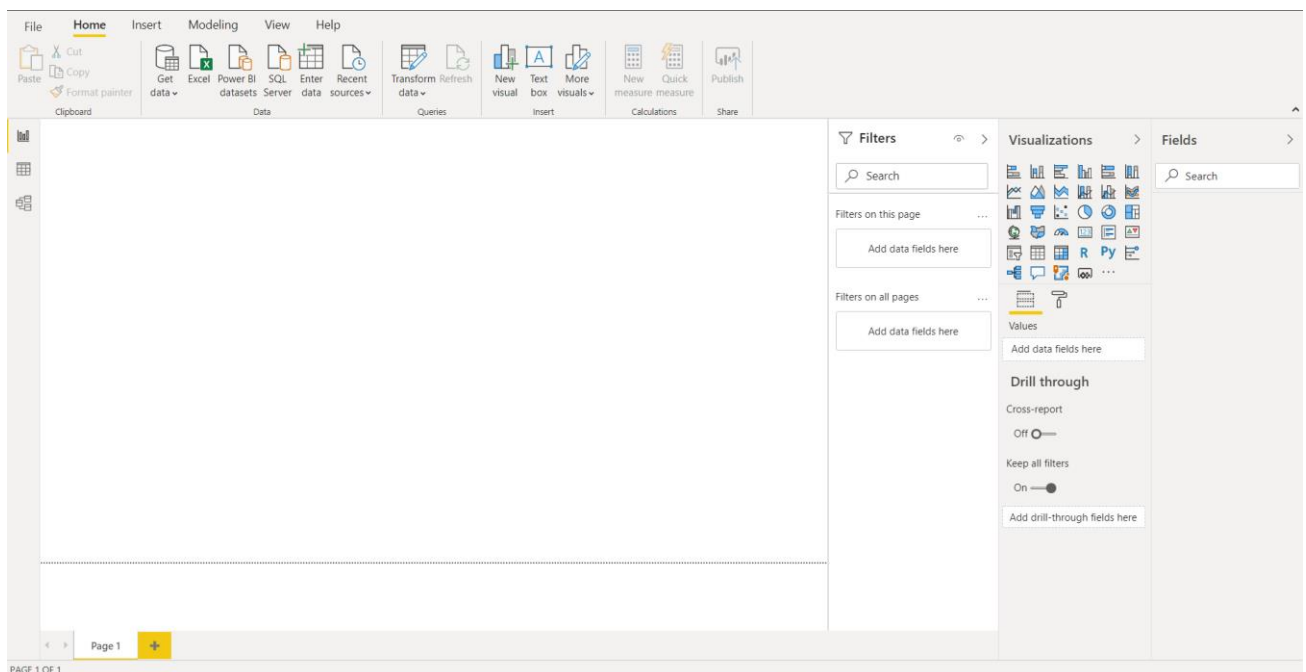 File Home Insert Modeling View Help
Paste
Cut
Copy
Format painter
Clipboard
Get data
Excel
Power BI datasets
SQL Server
Enter data
Recent sources
Data
Transform data
Refresh
Queries
New visual
Text box
More visuals
Insert
New measure
Quick measure
Calculations
Publish
Share
Filters
Search
Filters on this page ...
Add data fields here
Filters on all pages ...
Add data fields here
Visualizations
R Py
...
Values
Add data fields here
Drill through
Cross-report
Off
Keep all filters
On
Add drill-through fields here
Fields
Search
Page 1
PAGE 1 OF 1